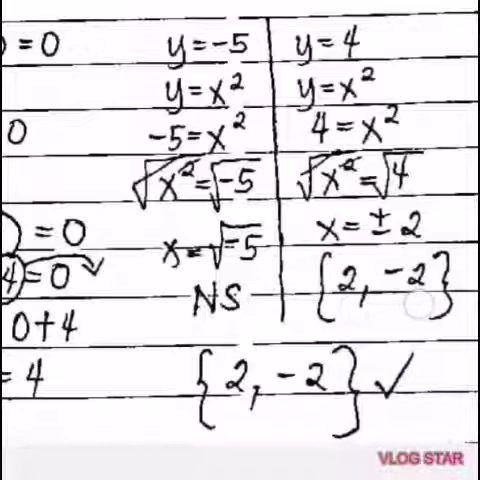 ) = 0
0
) = 0
4) = 0
0 + 4
= 4
y = -5
y = x²
-5 = x²
√x² = √-5
x = √-5
NS
y = 4
y = x²
4 = x²
√x² = √4
x = ± 2
{2, -2}
{2, -2} ✓
VLOG STAR